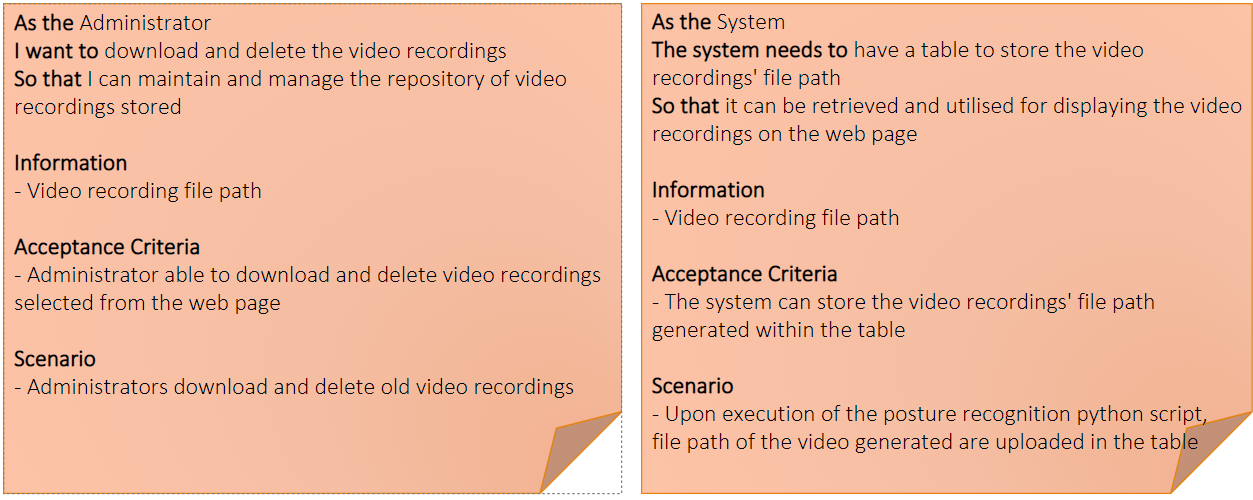 As the Administrator
I want to download and delete the video recordings
So that I can maintain and manage the repository of video
recordings stored
Information
- Video recording file path
Acceptance Criteria
- Administrator able to download and delete video recordings
selected from the web page
Scenario
- Administrators download and delete old video recordings
As the System
The system needs to have a table to store the video
recordings' file path
So that it can be retrieved and utilised for displaying the video
recordings on the web page
Information
- Video recording file path
Acceptance Criteria
- The system can store the video recordings' file path
generated within the table
Scenario
- Upon execution of the posture recognition python script,
file path of the video generated are uploaded in the table